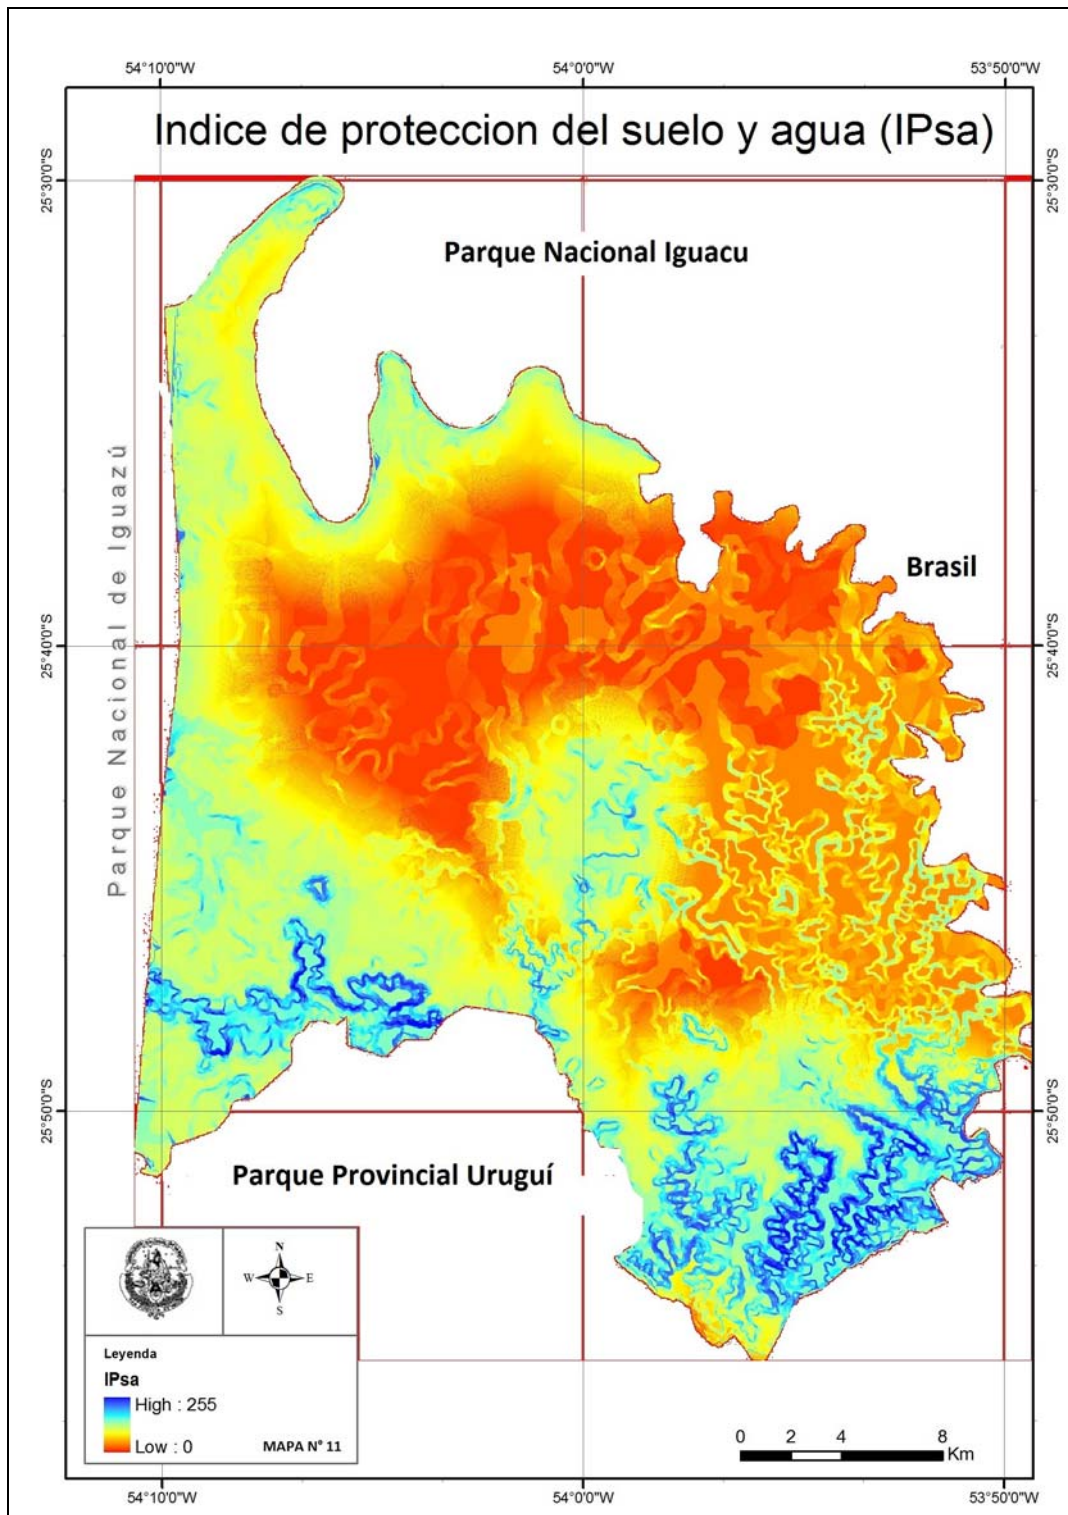 54°10'0"W 54°0'0"W 53°50'0"W
Indice de proteccion del suelo y agua (IPsa)
25°30'0"S 25°30'0"S
Parque Nacional Iguacu
Parque Nacional de Iguazú
Brasil
25°40'0"S 25°40'0"S
25°50'0"S 25°50'0"S
Parque Provincial Uruguí
N
W E
S
Leyenda
IPsa
High : 255
Low : 0
MAPA N° 11
0 2 4 8
Km
54°10'0"W 54°0'0"W 53°50'0"W